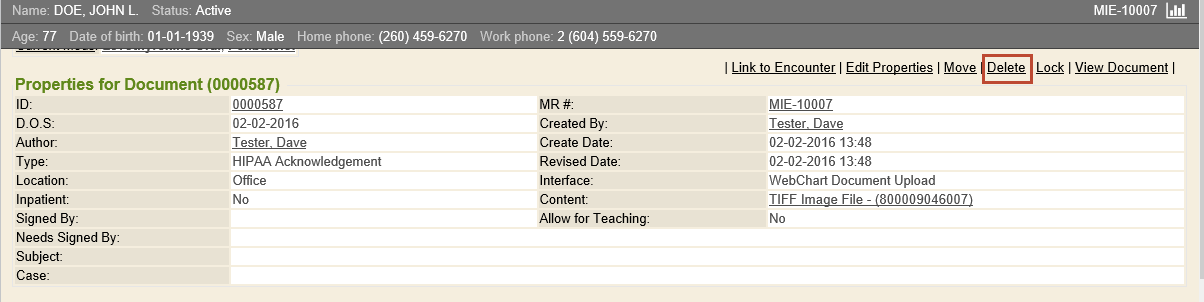 Name: DOE, JOHN L. Status: Active MIE-10007
Age: 77 Date of birth: 01-01-1939 Sex: Male Home phone: (260) 459-6270 Work phone: 2 (604) 559-6270
| Link to Encounter | Edit Properties | Move | Delete Lock | View Document |
Properties for Document (0000587)
ID: 0000587 MR #: MIE-10007
D.O.S: 02-02-2016 Created By: Tester, Dave
Author: Tester, Dave Create Date: 02-02-2016 13:48
Type: HIPAA Acknowledgement Revised Date: 02-02-2016 13:48
Location: Office Interface: WebChart Document Upload
Inpatient: No Content: TIFF Image File - (800009046007)
Signed By: Allow for Teaching: No
Needs Signed By:
Subject:
Case: